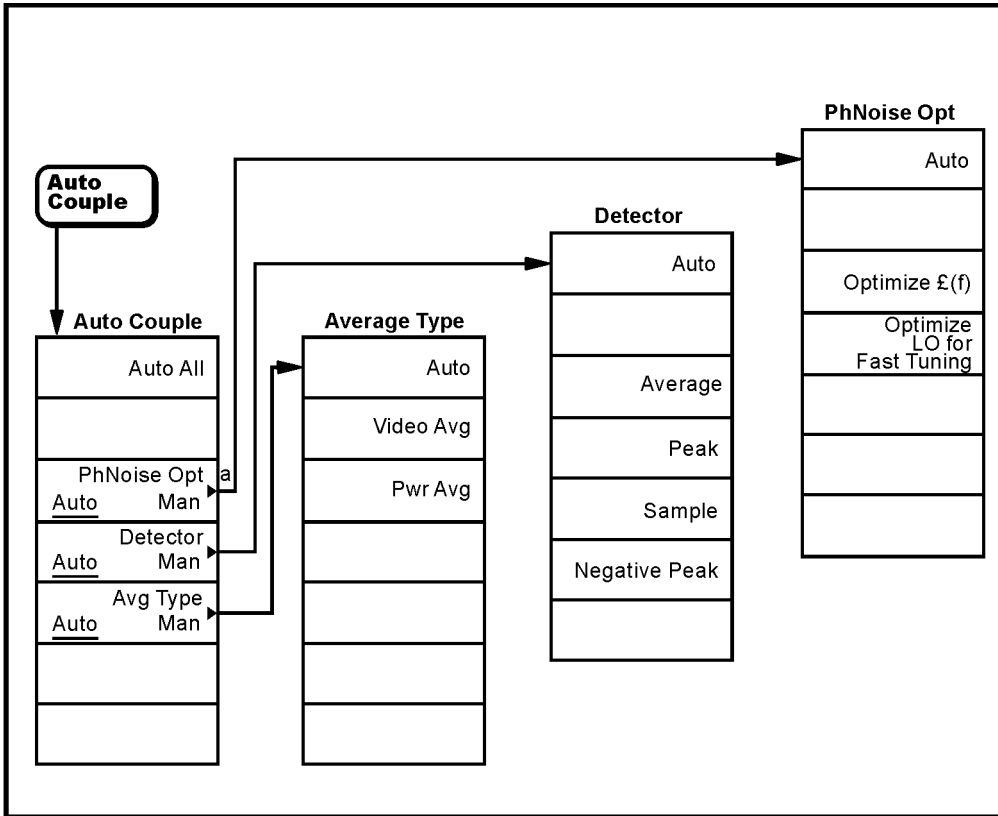 Auto
Couple
Auto Couple
Auto All
PhNoise Opt a
Auto Man
Detector
Auto Man
Avg Type
Auto Man
Average Type
Auto
Video Avg
Pwr Avg
Detector
Auto
Average
Peak
Sample
Negative Peak
PhNoise Opt
Auto
Optimize £(f)
Optimize
LO for
Fast Tuning